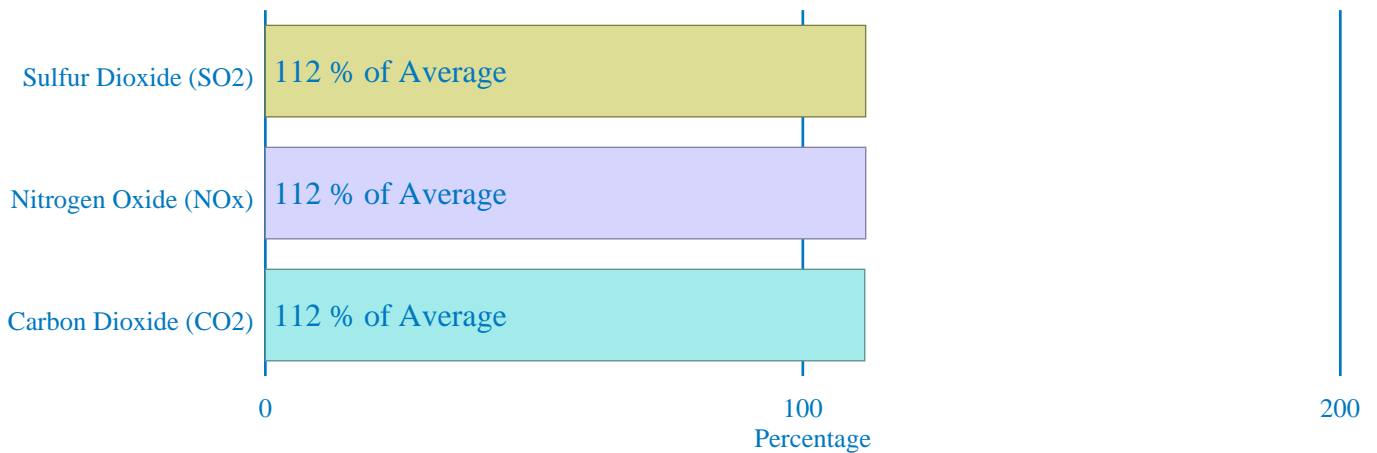 Sulfur Dioxide (SO2)
112 % of Average
Nitrogen Oxide (NOx)
112 % of Average
Carbon Dioxide (CO2)
112 % of Average
0
100
200
Percentage